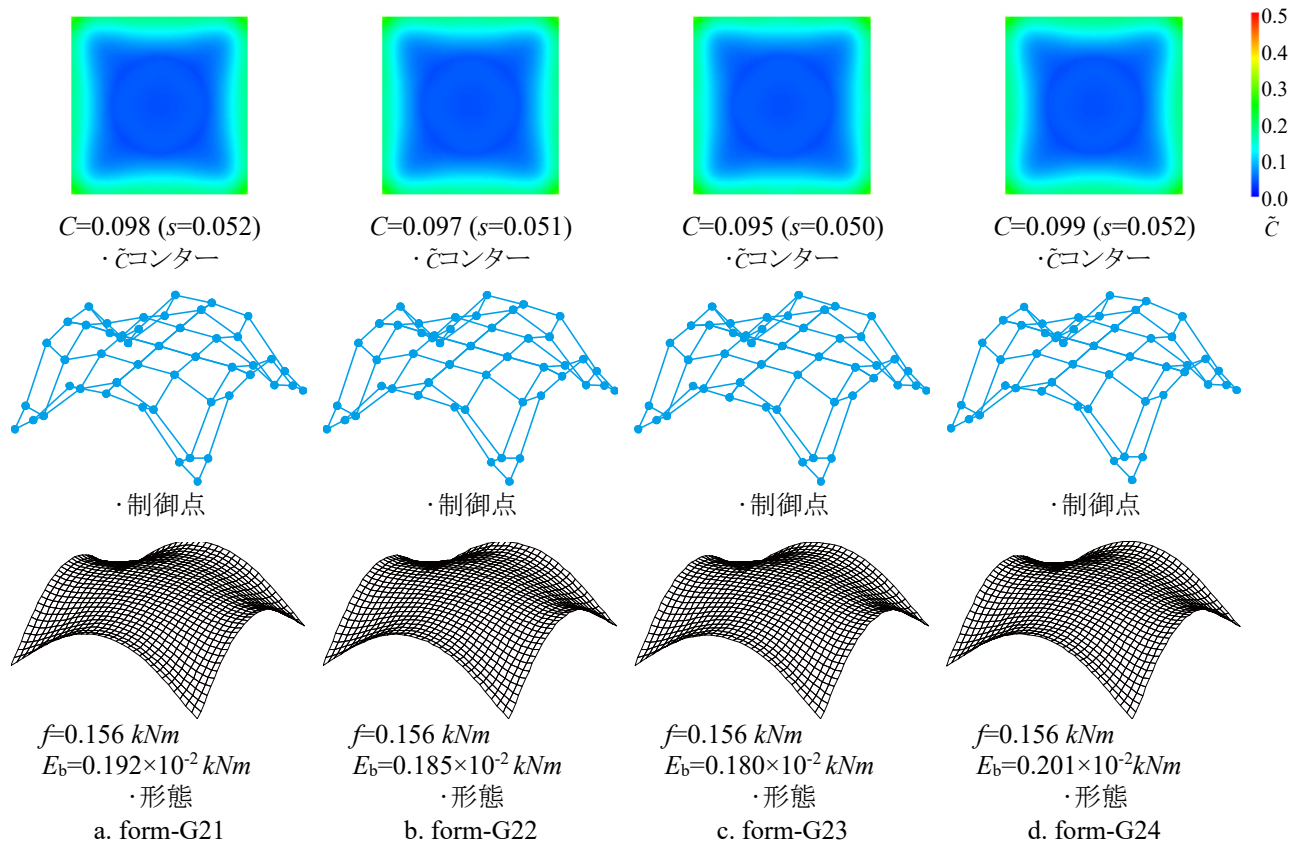 0.5
0.4
0.3
0.2
0.1
0.0
C̃
C=0.098 (s=0.052)
・C̃コンター
C=0.097 (s=0.051)
・C̃コンター
C=0.095 (s=0.050)
・C̃コンター
C=0.099 (s=0.052)
・C̃コンター
・制御点
・制御点
・制御点
・制御点
f=0.156 kNm
E_b=0.192×10⁻² kNm
・形態
a. form-G21
f=0.156 kNm
E_b=0.185×10⁻² kNm
・形態
b. form-G22
f=0.156 kNm
E_b=0.180×10⁻² kNm
・形態
c. form-G23
f=0.156 kNm
E_b=0.201×10⁻²kNm
・形態
d. form-G24